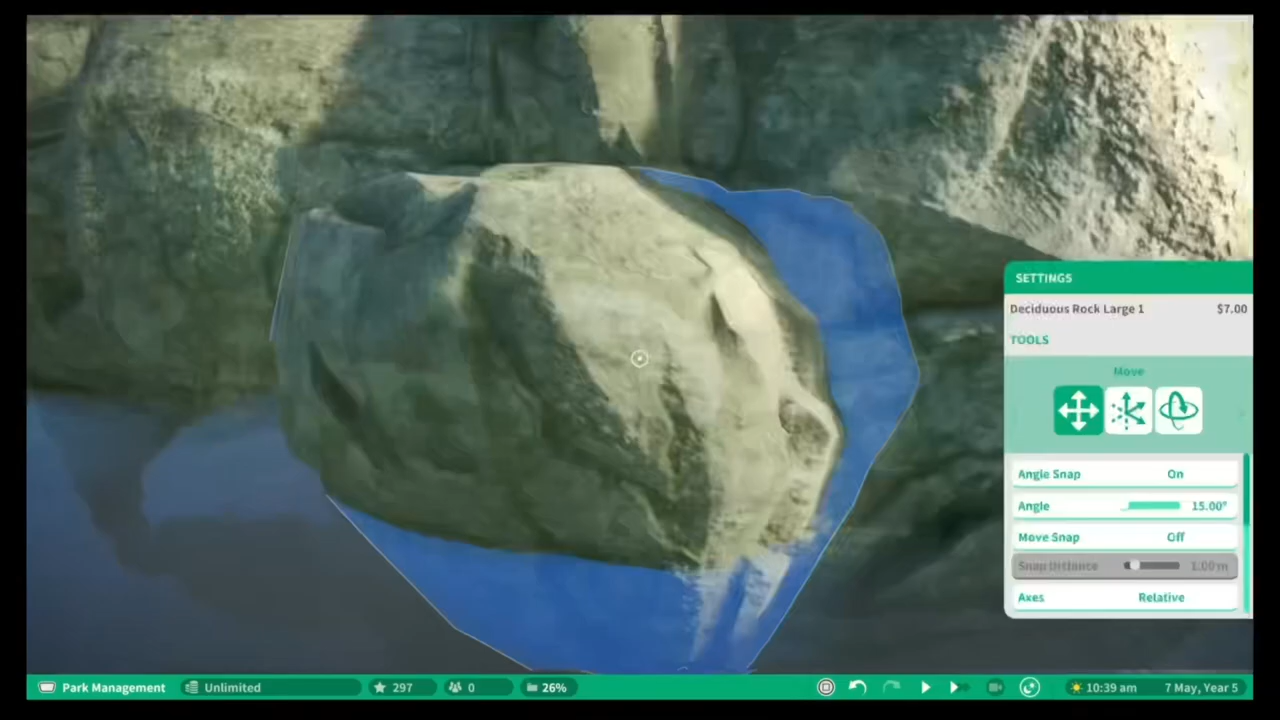 SETTINGS
Deciduous Rock Large 1 $7.00
TOOLS
Move
Angle Snap On
Angle 15.00°
Move Snap Off
Snap Distance 1.00 m
Axes Relative
Park Management Unlimited 297 0 26% 10:39 am 7 May, Year 5